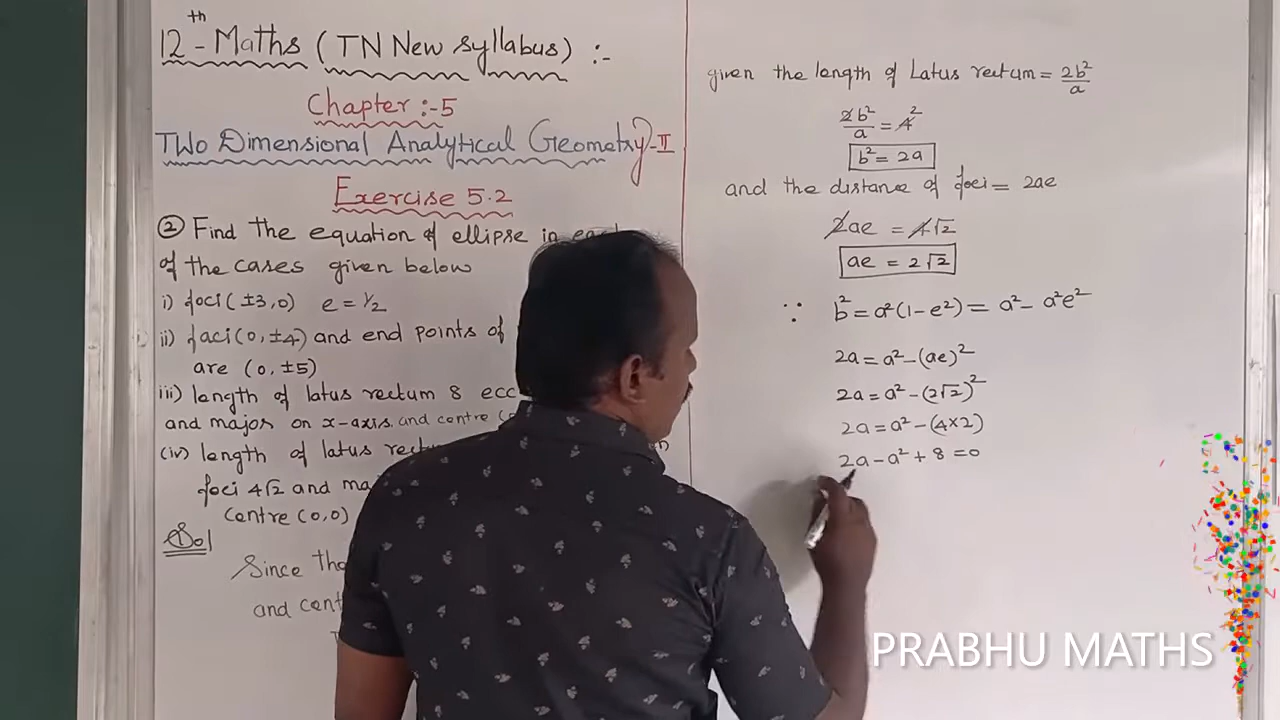 12th - Maths (TN New Syllabus) :-
Chapter :- 5
Two Dimensional Analytical Geometry - II
Exercise 5.2
② Find the equation of ellipse in
of the cases given below
i) foci (±3,0) e = 1/2
ii) foci (0, ±4) and end points of
are (0, ±5)
iii) length of latus rectum 8
and major on x-axis and centre
(iv) length of latus
foci 4√2 and
centre (0,0)
Sol
Since
and
given the length of Latus rectum = 2b²/a
2b²/a = 4 2
b² = 2a
and the distance of foci = 2ae
2ae = 4√2
ae = 2√2
∵ b² = a²(1-e²) = a² - a²e²
2a = a² - (ae)²
2a = a² - (2√2)²
2a = a² - (4×2)
2a - a² + 8 = 0
PRABHU MATHS